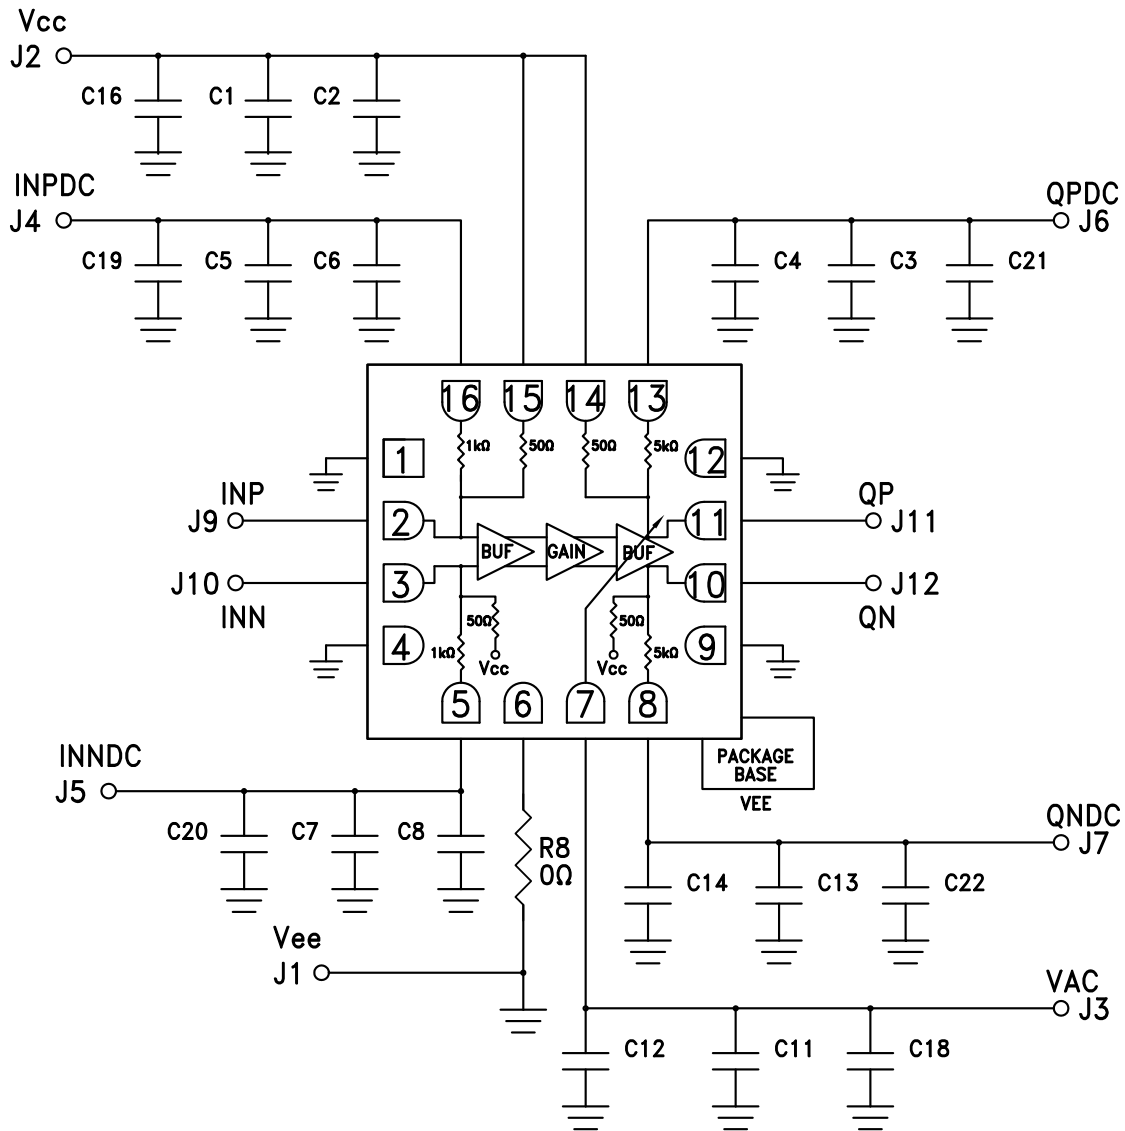 Vcc
J2
C16
C1
C2
INPDC
J4
C19
C5
C6
QPDC
J6
C4
C3
C21
16
15
14
13
1kΩ
50Ω
50Ω
5kΩ
1
12
INP
J9
2
11
QP
J11
BUF
GAIN
BUF
J10
INN
3
10
J12
QN
50Ω
50Ω
4
1kΩ
Vcc
Vcc
5kΩ
9
5
6
7
8
PACKAGE
BASE
VEE
INNDC
J5
C20
C7
C8
R8
0Ω
QNDC
J7
C14
C13
C22
Vee
J1
VAC
J3
C12
C11
C18